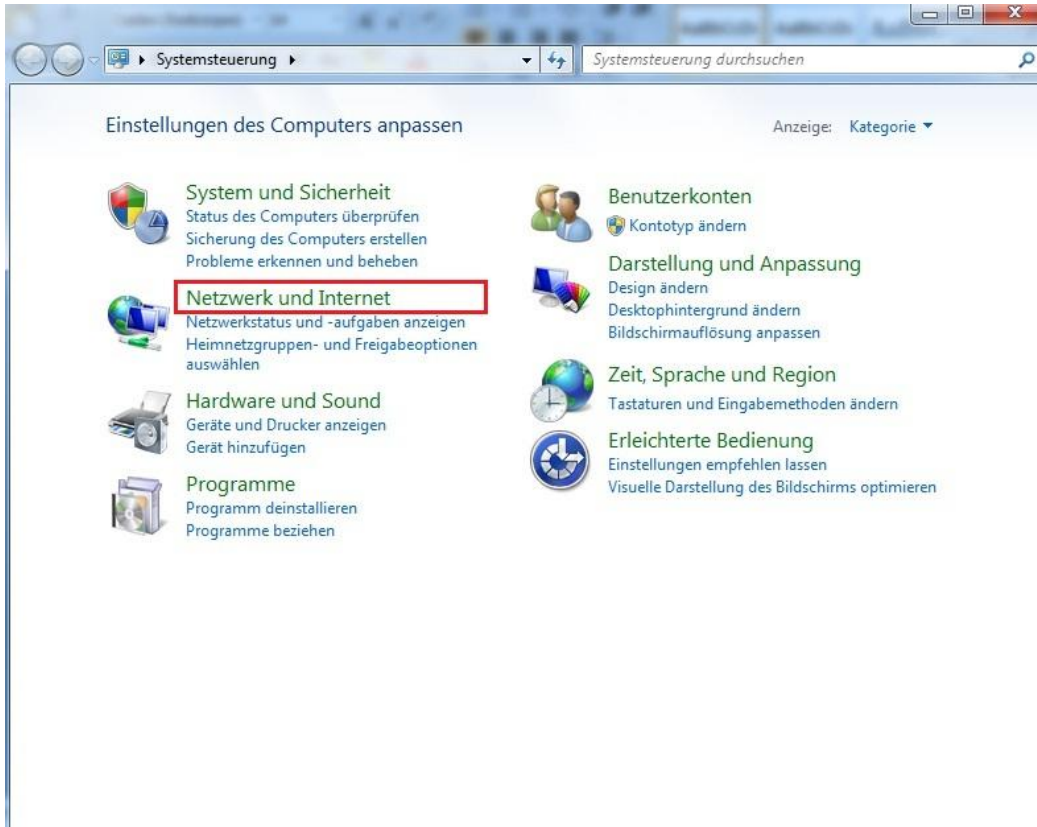 Systemsteuerung
Systemsteuerung durchsuchen
Einstellungen des Computers anpassen
Anzeige: Kategorie
System und Sicherheit
Status des Computers überprüfen
Sicherung des Computers erstellen
Probleme erkennen und beheben
Netzwerk und Internet
Netzwerkstatus und -aufgaben anzeigen
Heimnetzgruppen- und Freigabeoptionen
auswählen
Hardware und Sound
Geräte und Drucker anzeigen
Gerät hinzufügen
Programme
Programm deinstallieren
Programme beziehen
Benutzerkonten
Kontotyp ändern
Darstellung und Anpassung
Design ändern
Desktophintergrund ändern
Bildschirmauflösung anpassen
Zeit, Sprache und Region
Tastaturen und Eingabemethoden ändern
Erleichterte Bedienung
Einstellungen empfehlen lassen
Visuelle Darstellung des Bildschirms optimieren